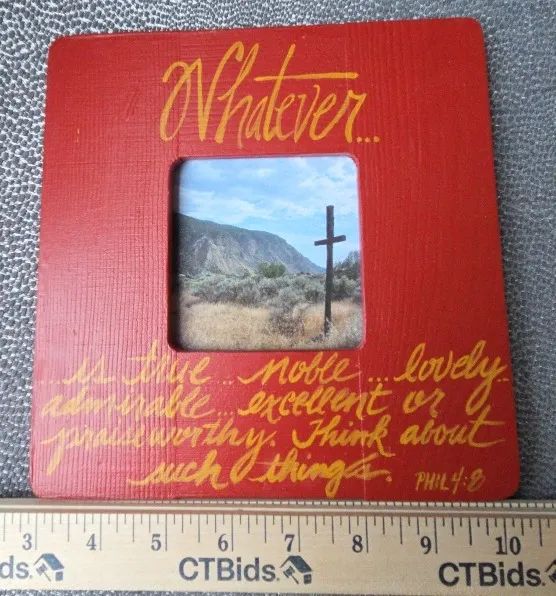 Whatever...
...is true...noble...lovely...
admirable...excellent or
praiseworthy. Think about
such things. PHIL 4:8
3 4 5 6 7 8 9 10
ds. CTBids. CTBids.